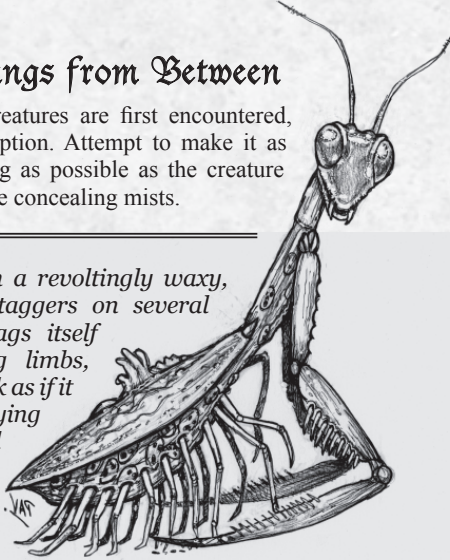 ngs from Between
reatures are first encountered,
ption. Attempt to make it as
g as possible as the creature
e concealing mists.
a revoltingly waxy,
taggers on several
ags itself
g limbs,
k as if it
ying